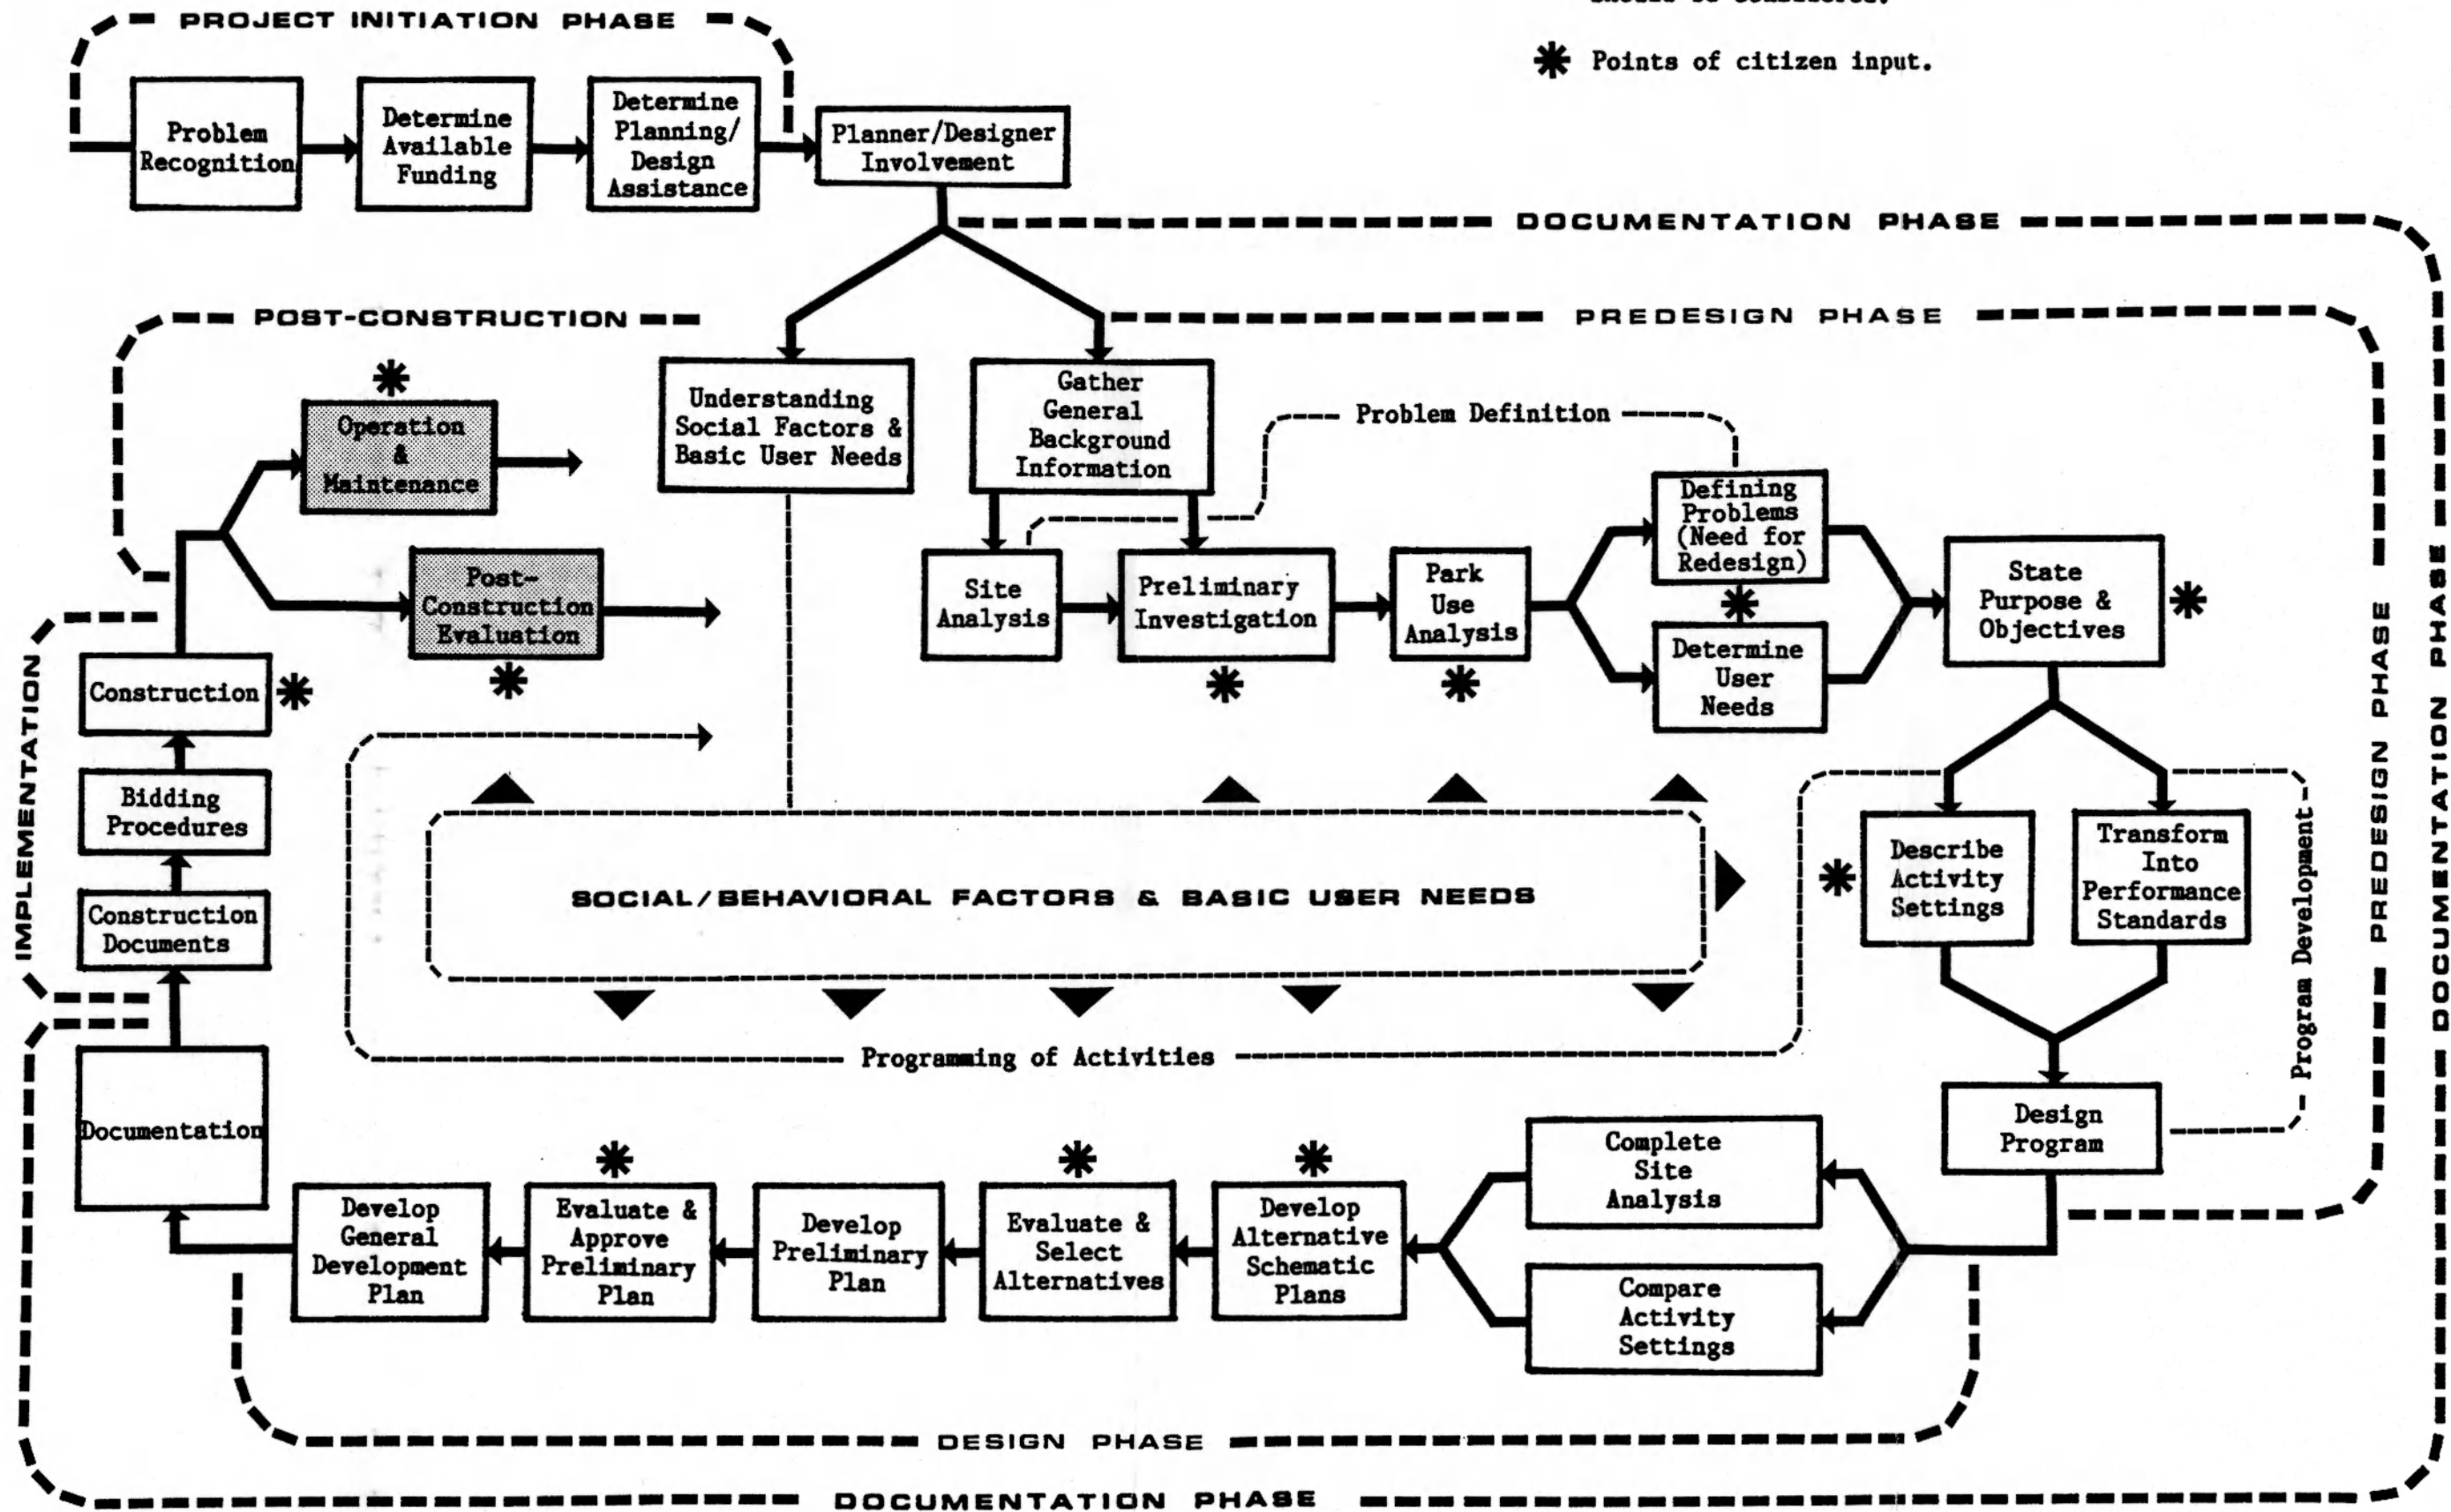 PROJECT INITIATION PHASE
✱ Points of citizen input.
Problem
Recognition
Determine
Available
Funding
Determine
Planning/
Design
Assistance
Planner/Designer
Involvement
DOCUMENTATION PHASE
POST-CONSTRUCTION
PREDESIGN PHASE
Operation
&
Maintenance
Understanding
Social Factors &
Basic User Needs
Gather
General
Background
Information
Problem Definition
Post-
Construction
Evaluation
Site
Analysis
Preliminary
Investigation
Park
Use
Analysis
Defining
Problems
(Need for
Redesign)
Determine
User
Needs
State
Purpose &
Objectives
PREDESIGN PHASE
DOCUMENTATION PHASE
IMPLEMENTATION
Construction
Bidding
Procedures
Construction
Documents
SOCIAL/BEHAVIORAL FACTORS & BASIC USER NEEDS
Describe
Activity
Settings
Transform
Into
Performance
Standards
Program Development
Programming of Activities
Documentation
Design
Program
Complete
Site
Analysis
Compare
Activity
Settings
Develop
Alternative
Schematic
Plans
Evaluate &
Select
Alternatives
Develop
Preliminary
Plan
Evaluate &
Approve
Preliminary
Plan
Develop
General
Development
Plan
DESIGN PHASE
DOCUMENTATION PHASE